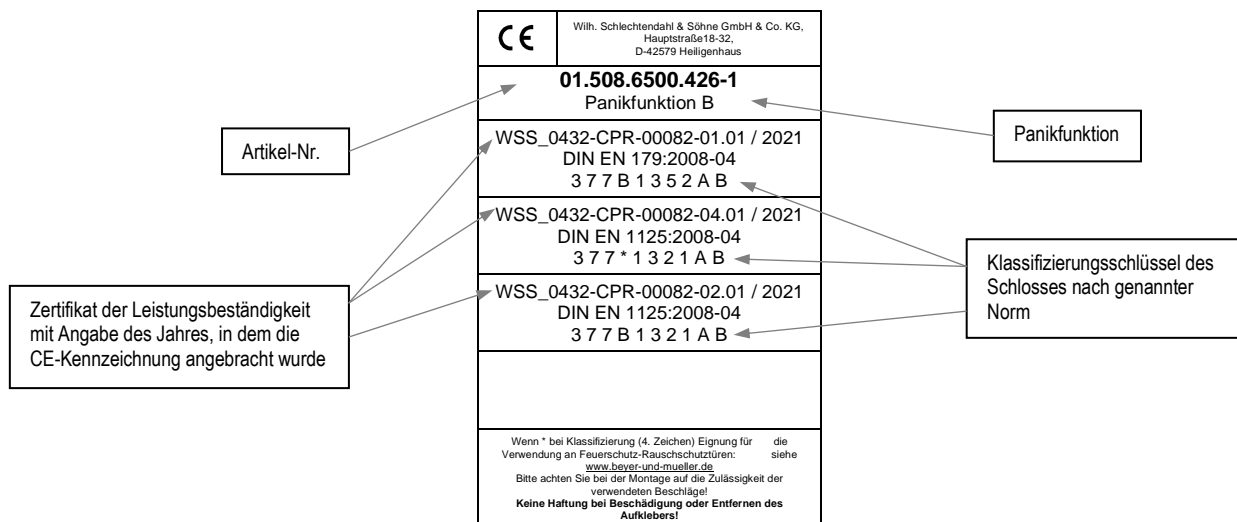 CE
Wilh. Schlechtendahl & Söhne GmbH & Co. KG,
Hauptstraße18-32,
D-42579 Heiligenhaus
01.508.6500.426-1
Panikfunktion B
WSS_0432-CPR-00082-01.01 / 2021
DIN EN 179:2008-04
3 7 7 B 1 3 5 2 A B
WSS_0432-CPR-00082-04.01 / 2021
DIN EN 1125:2008-04
3 7 7 * 1 3 2 1 A B
WSS_0432-CPR-00082-02.01 / 2021
DIN EN 1125:2008-04
3 7 7 B 1 3 2 1 A B
Wenn * bei Klassifizierung (4. Zeichen) Eignung für die
Verwendung an Feuerschutz-Rauschschutztüren: siehe
www.beyer-und-mueller.de
Bitte achten Sie bei der Montage auf die Zulässigkeit der
verwendeten Beschläge!
Keine Haftung bei Beschädigung oder Entfernen des
Aufklebers!
Artikel-Nr.
Zertifikat der Leistungsbeständigkeit
mit Angabe des Jahres, in dem die
CE-Kennzeichnung angebracht wurde
Panikfunktion
Klassifizierungsschlüssel des
Schlosses nach genannter
Norm